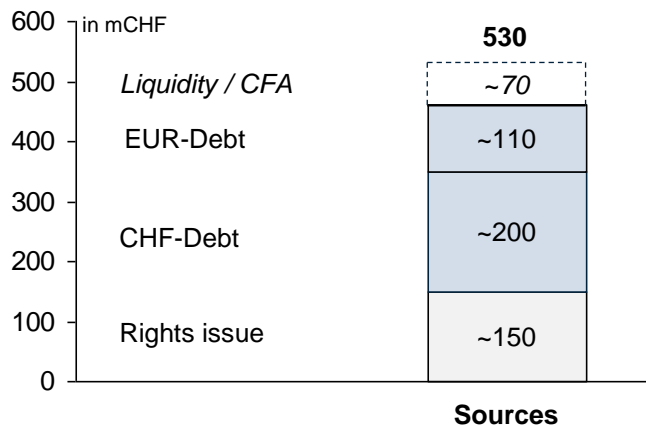 600 in mCHF
530
500 Liquidity / CFA ~70
400 EUR-Debt ~110
300
CHF-Debt ~200
200
100 Rights issue ~150
0
Sources